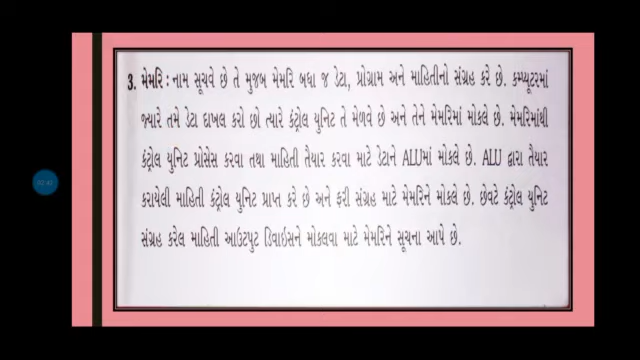 3. મેમરિ : નામ સૂચવે છે તે મુજબ મેમરિ બધા જ ડેટા, પ્રોગ્રામ અને માહિતીનો સંગ્રહ કરે છે. કમ્પ્યૂટરમાં
જ્યારે તમે ડેટા દાખલ કરો છો ત્યારે કંટ્રોલ યુનિટ તે મેળવે છે અને તેને મેમરિમાં મોકલે છે. મેમરિમાંથી
કંટ્રોલ યુનિટ પ્રોસેસ કરવા તથા માહિતી તૈયાર કરવા માટે ડેટાને ALUમાં મોકલે છે. ALU દ્વારા તૈયાર
કરાયેલી માહિતી કંટ્રોલ યુનિટ પ્રાપ્ત કરે છે અને ફરી સંગ્રહ માટે મેમરિને મોકલે છે. છેવટે કંટ્રોલ યુનિટ
સંગ્રહ કરેલ માહિતી આઉટપુટ ડિવાઇસને મોકલવા માટે મેમરિને સૂચના આપે છે.
02:41